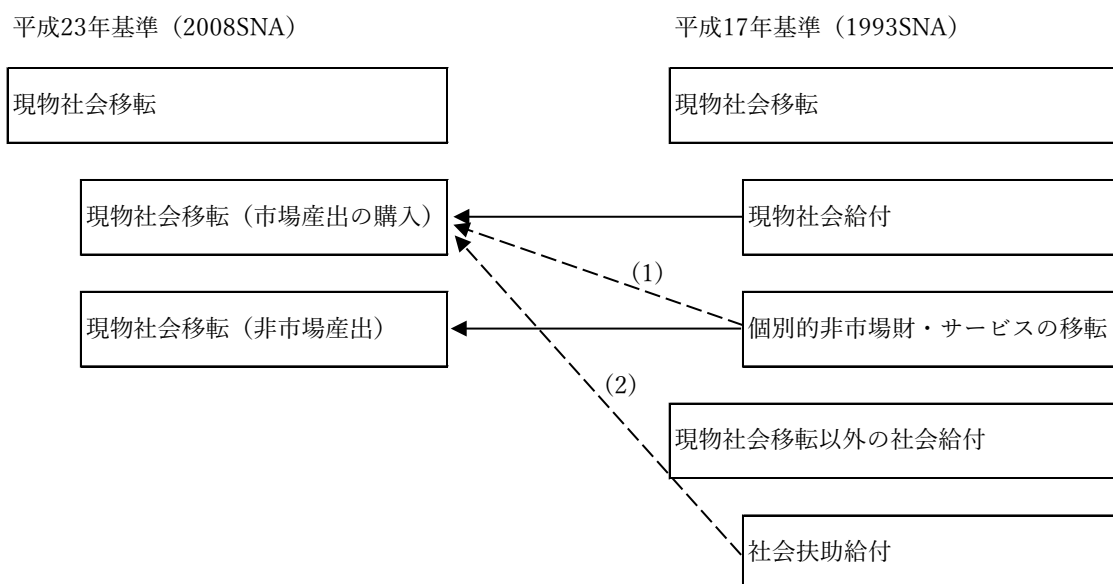 平成23年基準（2008SNA）
平成17年基準（1993SNA）
現物社会移転
現物社会移転
現物社会移転（市場産出の購入）
現物社会給付
(1)
現物社会移転（非市場産出）
個別的非市場財・サービスの移転
(2)
現物社会移転以外の社会給付
社会扶助給付